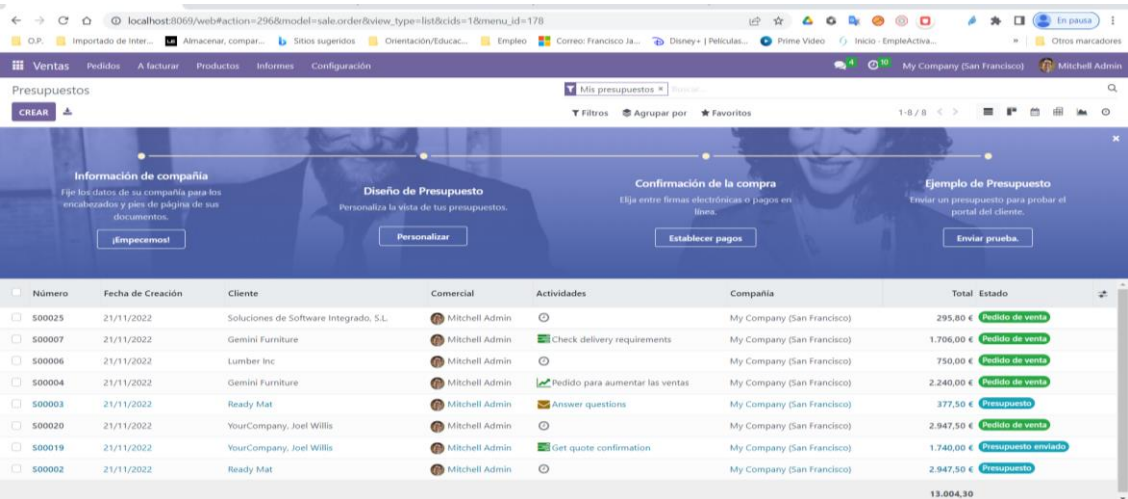 localhost:8069/web#action=296&model=sale.order&view_type=list&cids=1&menu_id=178
En pausa
O.P. Importado de Inter... Almacenar, compar... Sitios sugeridos Orientación/Educac... Empleo Correo: Francisco Ja... Disney+ | Películas... Prime Video Inicio - EmpleActiva... » Otros marcadores
Ventas Pedidos A facturar Productos Informes Configuración 4 10 My Company (San Francisco) Mitchell Admin
Presupuestos Mis presupuestos × Buscar...
CREAR Filtros Agrupar por Favoritos 1-8 / 8
Información de compañía
Fije los datos de su compañía para los
encabezados y pies de página de sus
documentos.
¡Empecemos!
Diseño de Presupuesto
Personaliza la vista de tus presupuestos.
Personalizar
Confirmación de la compra
Elija entre firmas electrónicas o pagos en
línea.
Establecer pagos
Ejemplo de Presupuesto
Enviar un presupuesto para probar el
portal del cliente.
Enviar prueba.
Número Fecha de Creación Cliente Comercial Actividades Compañía Total Estado
S00025 21/11/2022 Soluciones de Software Integrado, S.L. Mitchell Admin My Company (San Francisco) 295,80 € Pedido de venta
S00007 21/11/2022 Gemini Furniture Mitchell Admin Check delivery requirements My Company (San Francisco) 1.706,00 € Pedido de venta
S00006 21/11/2022 Lumber Inc Mitchell Admin My Company (San Francisco) 750,00 € Pedido de venta
S00004 21/11/2022 Gemini Furniture Mitchell Admin Pedido para aumentar las ventas My Company (San Francisco) 2.240,00 € Pedido de venta
S00003 21/11/2022 Ready Mat Mitchell Admin Answer questions My Company (San Francisco) 377,50 € Presupuesto
S00020 21/11/2022 YourCompany, Joel Willis Mitchell Admin My Company (San Francisco) 2.947,50 € Pedido de venta
S00019 21/11/2022 YourCompany, Joel Willis Mitchell Admin Get quote confirmation My Company (San Francisco) 1.740,00 € Presupuesto enviado
S00002 21/11/2022 Ready Mat Mitchell Admin My Company (San Francisco) 2.947,50 € Presupuesto
13.004,30